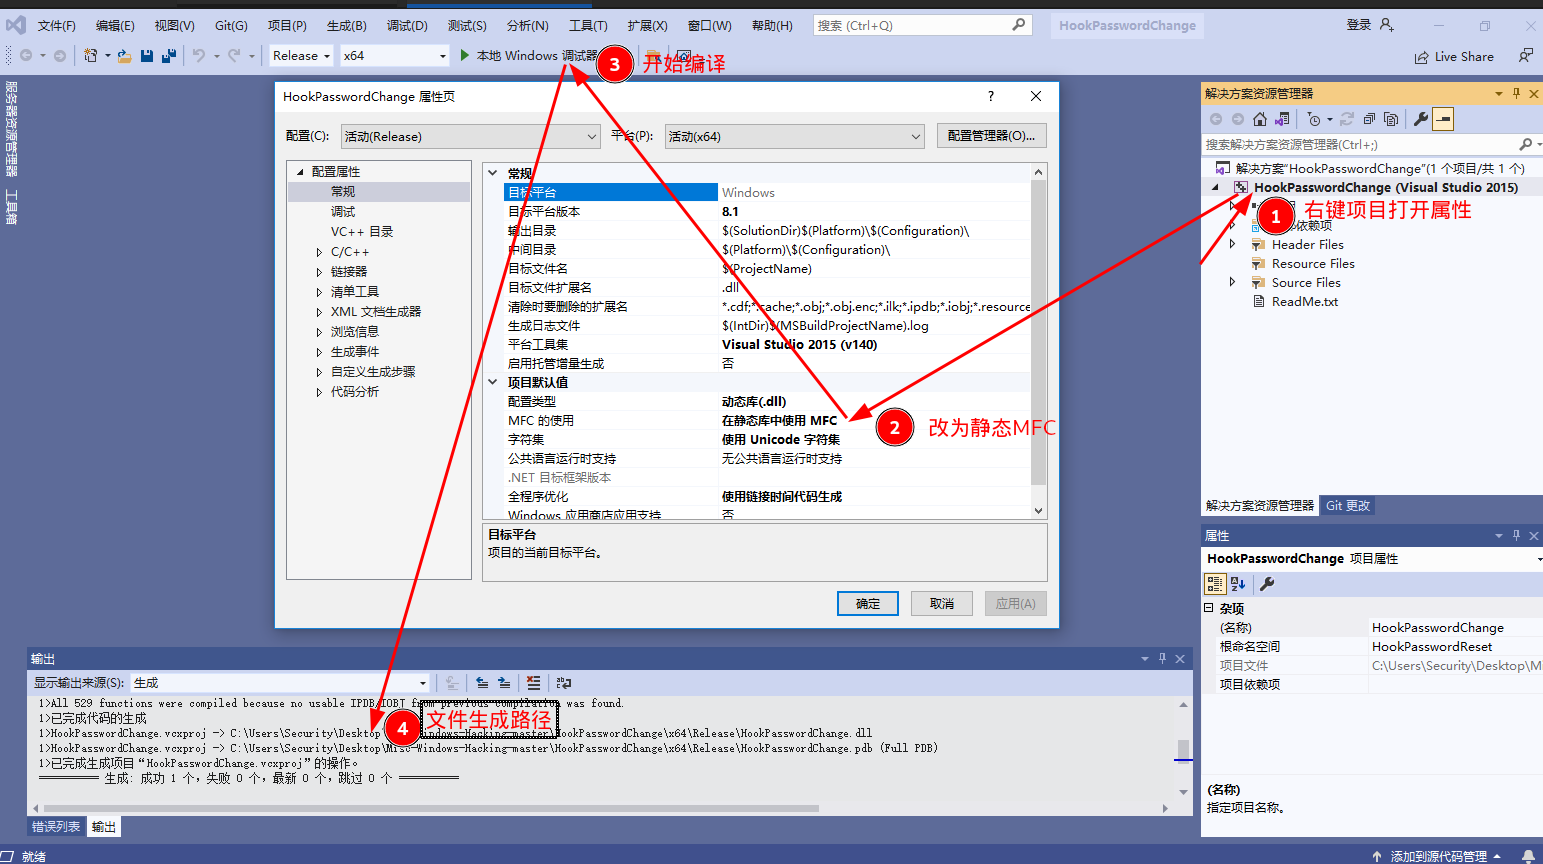 文件(F) 编辑(E) 视图(V) Git(G) 项目(P) 生成(B) 调试(D) 测试(S) 分析(N) 工具(T) 扩展(X) 窗口(W) 帮助(H) 搜索 (Ctrl+Q) HookPasswordChange 登录
Release x64 本地 Windows 调试器 3 开始编译 Live Share
服务器资源管理器
工具箱
HookPasswordChange 属性页 ?
配置(C): 活动(Release) 平台(P): 活动(x64) 配置管理器(O)...
配置属性
常规
调试
VC++ 目录
C/C++
链接器
清单工具
XML 文档生成器
浏览信息
生成事件
自定义生成步骤
代码分析
常规
目标平台 Windows
目标平台版本 8.1
输出目录 $(SolutionDir)$(Platform)\$(Configuration)\
中间目录 $(Platform)\$(Configuration)\
目标文件名 $(ProjectName)
目标文件扩展名 .dll
清除时要删除的扩展名 *.cdf;*.cache;*.obj;*.obj.enc;*.ilk;*.ipdb;*.iobj;*.resource
生成日志文件 $(IntDir)$(MSBuildProjectName).log
平台工具集 Visual Studio 2015 (v140)
启用托管增量生成 否
项目默认值
配置类型 动态库(.dll)
MFC 的使用 在静态库中使用 MFC
2 改为静态MFC
字符集 使用 Unicode 字符集
公共语言运行时支持 无公共语言运行时支持
.NET 目标框架版本
全程序优化 使用链接时间代码生成
Windows 应用商店应用支持 否
目标平台
项目的当前目标平台。
确定 取消 应用(A)
解决方案资源管理器
搜索解决方案资源管理器(Ctrl+;)
解决方案"HookPasswordChange"(1 个项目/共 1 个)
HookPasswordChange (Visual Studio 2015)
1 右键项目打开属性
依赖项
Header Files
Resource Files
Source Files
ReadMe.txt
解决方案资源管理器 Git 更改
属性
HookPasswordChange 项目属性
杂项
(名称) HookPasswordChange
根命名空间 HookPasswordReset
项目文件 C:\Users\Security\Desktop\M
项目依赖项
(名称)
指定项目名称。
输出
显示输出来源(S): 生成
1>All 529 functions were compiled because no usable IPDB/IOBJ from previous compilation was found.
1>已完成代码的生成
4 文件生成路径
1>HookPasswordChange.vcxproj -> C:\Users\Security\Desktop Windows-Hacking-master\HookPasswordChange\x64\Release\HookPasswordChange.dll
1>HookPasswordChange.vcxproj -> C:\Users\Security\Desktop\Misc-Windows-Hacking-master\HookPasswordChange\x64\Release\HookPasswordChange.pdb (Full PDB)
1>已完成生成项目“HookPasswordChange.vcxproj”的操作。
========== 生成: 成功 1 个，失败 0 个，最新 0 个，跳过 0 个 ==========
错误列表 输出
就绪 添加到源代码管理